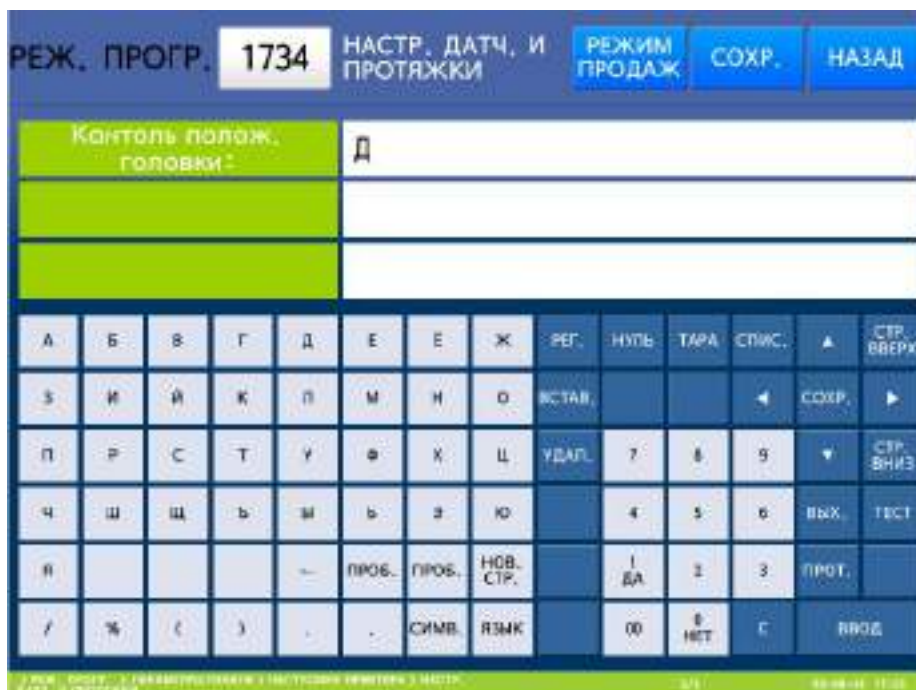 РЕЖ. ПРОГР. 1734 НАСТР. ДАТЧ. И ПРОТЯЖКИ РЕЖИМ ПРОДАЖ СОХР. НАЗАД
Контоль полож.
головки:
Д
А Б В Г Д Е Ё Ж РЕГ. НУЛЬ ТАРА СПИС. ▲ СТР. ВВЕРХ
З И Й К Л М Н О ВСТАВ. ◀ СОХР. ▶
П Р С Т У Ф Х Ц УДАЛ. 7 8 9 ▼ СТР. ВНИЗ
Ч Ш Щ Ъ Ы Ь Э Ю 4 5 6 ВЫХ. ТЕСТ
Я ← ПРОБ. ПРОБ. НОВ. СТР. ! ДА 2 3 ПРОТ.
/ % ( ) , . СИМВ. ЯЗЫК 00 0 НЕТ С ВВОД